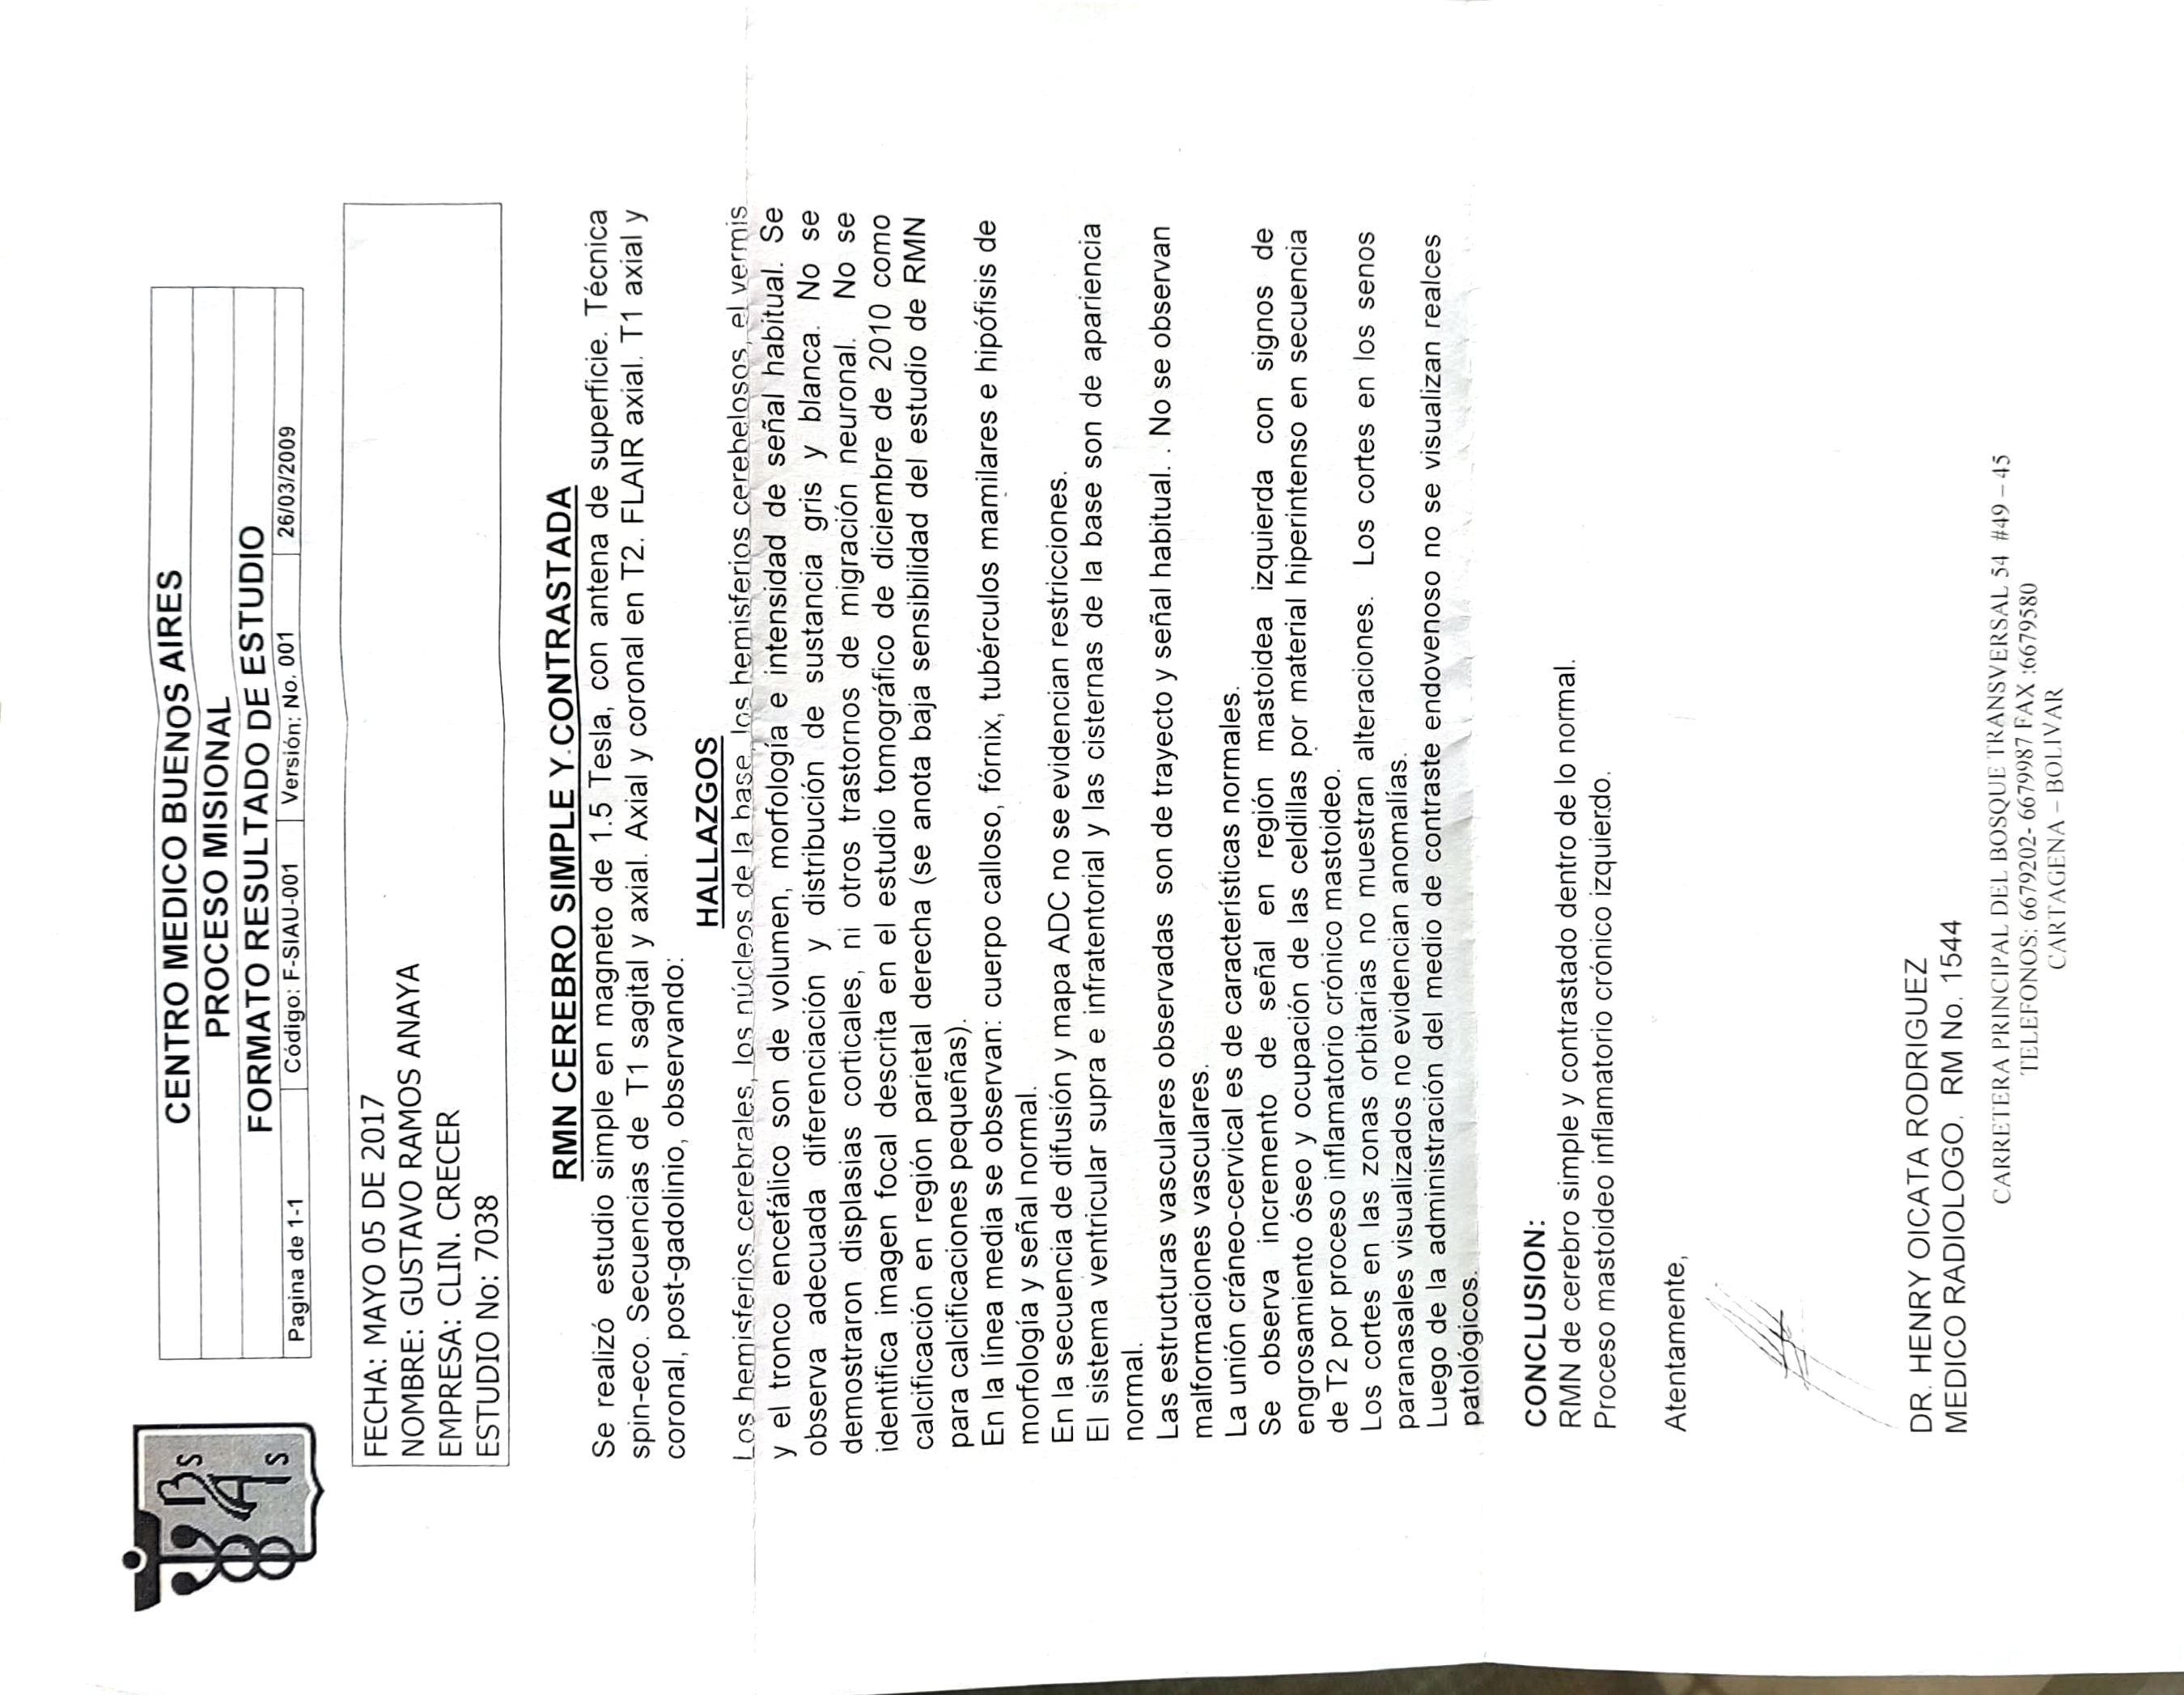 Bs
As
CENTRO MEDICO BUENOS AIRES
PROCESO MISIONAL
FORMATO RESULTADO DE ESTUDIO
Pagina de 1-1 Código: F-SIAU-001 Versión: No. 001 26/03/2009
FECHA: MAYO 05 DE 2017
NOMBRE: GUSTAVO RAMOS ANAYA
EMPRESA: CLIN. CRECER
ESTUDIO No: 7038
RMN CEREBRO SIMPLE Y CONTRASTADA
Se realizó estudio simple en magneto de 1.5 Tesla, con antena de superficie. Técnica
spin-eco. Secuencias de T1 sagital y axial. Axial y coronal en T2. FLAIR axial. T1 axial y
coronal, post-gadolinio, observando:
HALLAZGOS
Los hemisferios cerebrales, los núcleos de la base, los hemisferios cerebelosos, el vermis
y el tronco encefálico son de volumen, morfología e intensidad de señal habitual. Se
observa adecuada diferenciación y distribución de sustancia gris y blanca. No se
demostraron displasias corticales, ni otros trastornos de migración neuronal. No se
identifica imagen focal descrita en el estudio tomográfico de diciembre de 2010 como
calcificación en región parietal derecha (se anota baja sensibilidad del estudio de RMN
para calcificaciones pequeñas).
En la línea media se observan: cuerpo calloso, fórnix, tubérculos mamilares e hipófisis de
morfología y señal normal.
En la secuencia de difusión y mapa ADC no se evidencian restricciones.
El sistema ventricular supra e infratentorial y las cisternas de la base son de apariencia
normal.
Las estructuras vasculares observadas son de trayecto y señal habitual. . No se observan
malformaciones vasculares.
La unión cráneo-cervical es de características normales.
Se observa incremento de señal en región mastoidea izquierda con signos de
engrosamiento óseo y ocupación de las celdillas por material hiperintenso en secuencia
de T2 por proceso inflamatorio crónico mastoideo.
Los cortes en las zonas orbitarias no muestran alteraciones. Los cortes en los senos
paranasales visualizados no evidencian anomalías.
Luego de la administración del medio de contraste endovenoso no se visualizan realces
patológicos.
CONCLUSION:
RMN de cerebro simple y contrastado dentro de lo normal.
Proceso mastoideo inflamatorio crónico izquierdo.
Atentamente,
DR. HENRY OICATA RODRIGUEZ
MEDICO RADIOLOGO. RM No. 1544
CARRETERA PRINCIPAL DEL BOSQUE TRANSVERSAL 54 #49 – 45
TELEFONOS: 6679202- 6679987 FAX :6679580
CARTAGENA – BOLIVAR